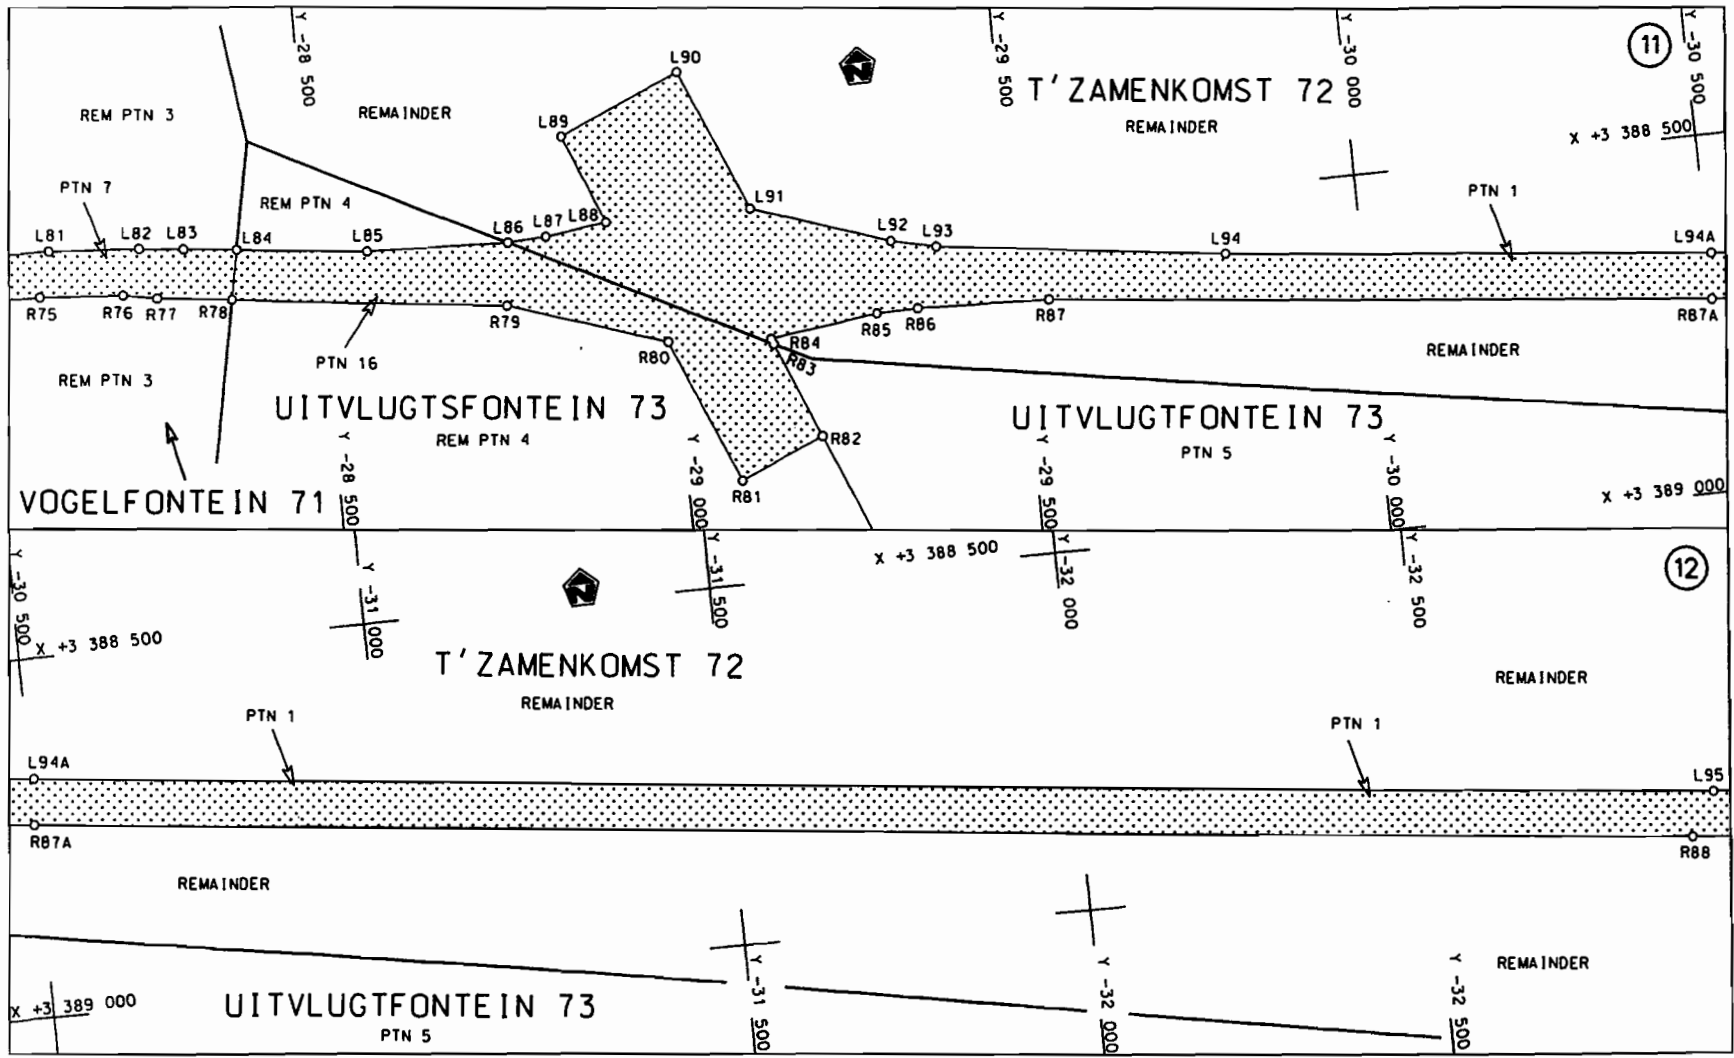 Y -28 500
Y -29 500
Y -30 000
Y -30 500
11
L90
T'ZAMENKOMST 72
REMAINDER
REM PTN 3
REMAINDER
L89
X +3 388 500
PTN 7
REM PTN 4
PTN 1
L81
L82
L83
L84
L85
L86
L87
L88
L91
L92
L93
L94
L94A
R75
R76
R77
R78
R79
R80
R84
R83
R85
R86
R87
R87A
PTN 16
REMAINDER
REM PTN 3
UITVLUGTSFONTEIN 73
REM PTN 4
R82
UITVLUGTFONTEIN 73
PTN 5
R81
VOGELFONTEIN 71
Y -28 500
Y -29 000
Y -29 500
Y -30 000
X +3 389 000
Y -30 500
Y -31 000
Y -31 500
X +3 388 500
Y -32 000
Y -32 500
12
X +3 388 500
T'ZAMENKOMST 72
REMAINDER
REMAINDER
PTN 1
PTN 1
L94A
L95
R87A
R88
REMAINDER
REMAINDER
X +3 389 000
UITVLUGTFONTEIN 73
PTN 5
Y -31 500
Y -32 000
Y -32 500